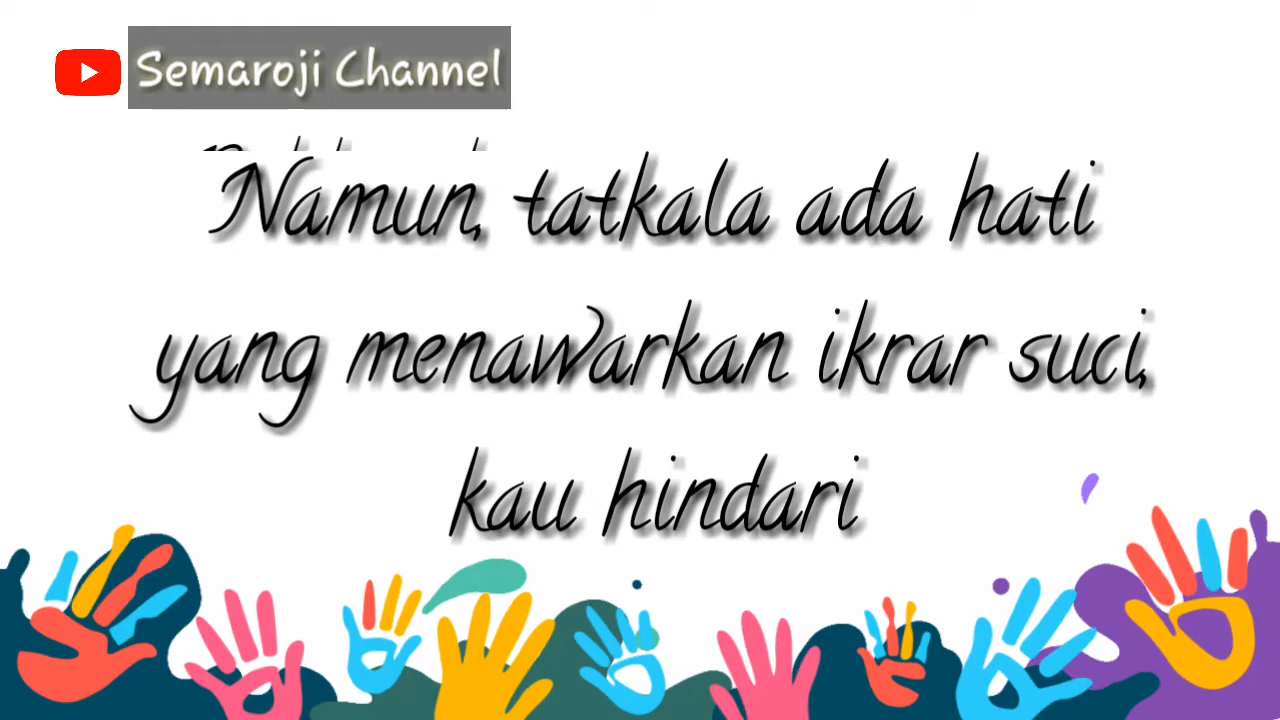 Semaroji Channel
Namun, tatkala ada hati
yang menawarkan ikrar suci,
kau hindari